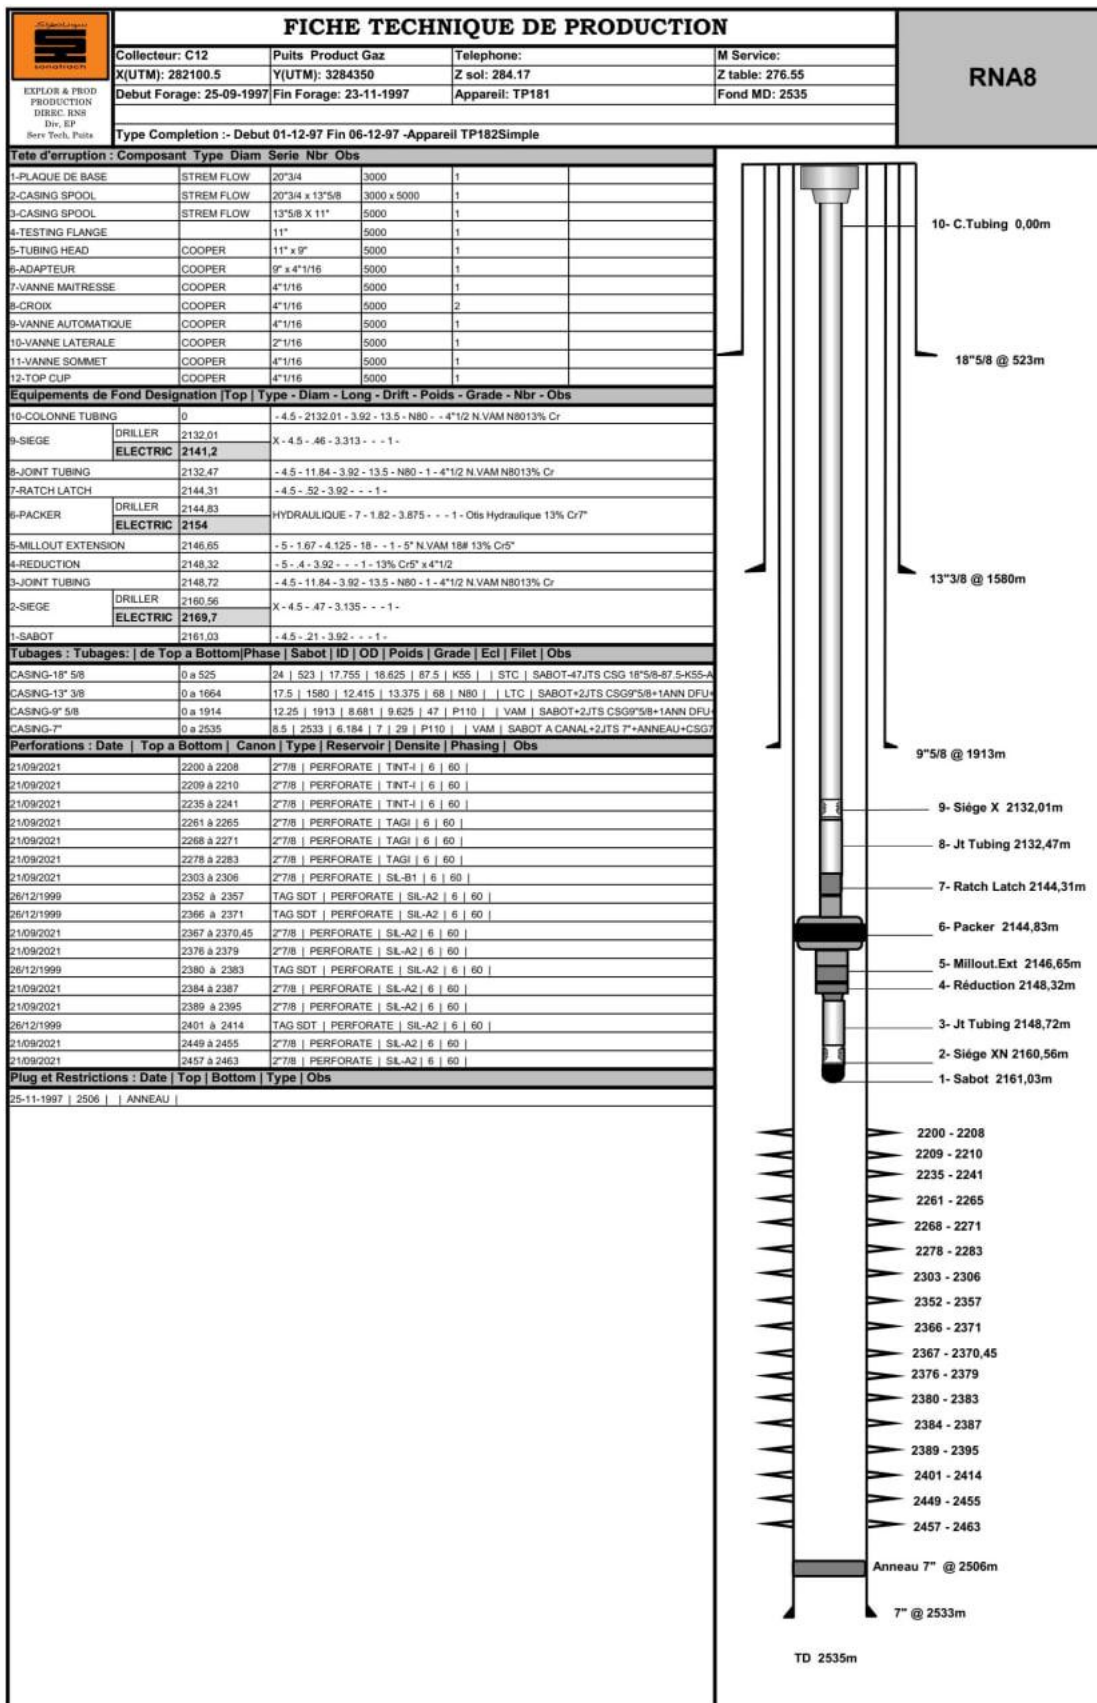 FICHE TECHNIQUE DE PRODUCTION
RNA8
sonatrach
EXPLOR & PROD
PRODUCTION
DIREC. RNS
Div, EP
Serv Tech, Puits
Collecteur: C12 Puits Product Gaz Telephone: M Service:
X(UTM): 282100.5 Y(UTM): 3284350 Z sol: 284.17 Z table: 276.55
Debut Forage: 25-09-1997 Fin Forage: 23-11-1997 Appareil: TP181 Fond MD: 2535
Type Completion :- Debut 01-12-97 Fin 06-12-97 -Appareil TP182Simple
Tete d'erruption : Composant Type Diam Serie Nbr Obs
1-PLAQUE DE BASE STREM FLOW 20"3/4 3000 1
2-CASING SPOOL STREM FLOW 20"3/4 x 13"5/8 3000 x 5000 1
3-CASING SPOOL STREM FLOW 13"5/8 X 11" 5000 1
4-TESTING FLANGE 11" 5000 1
5-TUBING HEAD COOPER 11" x 9" 5000 1
6-ADAPTEUR COOPER 9" x 4"1/16 5000 1
7-VANNE MAITRESSE COOPER 4"1/16 5000 1
8-CROIX COOPER 4"1/16 5000 2
9-VANNE AUTOMATIQUE COOPER 4"1/16 5000 1
10-VANNE LATERALE COOPER 2"1/16 5000 1
11-VANNE SOMMET COOPER 4"1/16 5000 1
12-TOP CUP COOPER 4"1/16 5000 1
Equipements de Fond Designation |Top | Type - Diam - Long - Drift - Poids - Grade - Nbr - Obs
10-COLONNE TUBING 0 - 4.5 - 2132.01 - 3.92 - 13.5 - N80 - - 4"1/2 N.VAM N8013% Cr
9-SIEGE DRILLER 2132,01 X - 4.5 - .46 - 3.313 - - - 1 -
ELECTRIC 2141,2
8-JOINT TUBING 2132,47 - 4.5 - 11.84 - 3.92 - 13.5 - N80 - 1 - 4"1/2 N.VAM N8013% Cr
7-RATCH LATCH 2144,31 - 4.5 - .52 - 3.92 - - - 1 -
6-PACKER DRILLER 2144,83 HYDRAULIQUE - 7 - 1.82 - 3.875 - - - 1 - Otis Hydraulique 13% Cr7"
ELECTRIC 2154
5-MILLOUT EXTENSION 2146,65 - 5 - 1.67 - 4.125 - 18 - - 1 - 5" N.VAM 18# 13% Cr5"
4-REDUCTION 2148,32 - 5 - .4 - 3.92 - - - 1 - 13% Cr5" x 4"1/2
3-JOINT TUBING 2148,72 - 4.5 - 11.84 - 3.92 - 13.5 - N80 - 1 - 4"1/2 N.VAM N8013% Cr
2-SIEGE DRILLER 2160,56 X - 4.5 - .47 - 3.135 - - - 1 -
ELECTRIC 2169,7
1-SABOT 2161,03 - 4.5 - .21 - 3.92 - - - 1 -
Tubages : Tubages: | de Top a Bottom|Phase | Sabot | ID | OD | Poids | Grade | Ecl | Filet | Obs
CASING-18" 5/8 0 a 525 24 | 523 | 17.755 | 18.625 | 87.5 | K55 | | STC | SABOT-47JTS CSG 18"5/8-87.5-K55-A
CASING-13" 3/8 0 a 1664 17.5 | 1580 | 12.415 | 13.375 | 68 | N80 | | LTC | SABOT+2JTS CSG9"5/8+1ANN DFU+
CASING-9" 5/8 0 a 1914 12.25 | 1913 | 8.681 | 9.625 | 47 | P110 | | VAM | SABOT+2JTS CSG9"5/8+1ANN DFU+
CASING-7" 0 a 2535 8.5 | 2533 | 6.184 | 7 | 29 | P110 | | VAM | SABOT A CANAL+2JTS 7"+ANNEAU+CSG7
Perforations : Date | Top a Bottom | Canon | Type | Reservoir | Densite | Phasing | Obs
21/09/2021 2200 à 2208 2"7/8 | PERFORATE | TINT-I | 6 | 60 |
21/09/2021 2209 à 2210 2"7/8 | PERFORATE | TINT-I | 6 | 60 |
21/09/2021 2235 à 2241 2"7/8 | PERFORATE | TINT-I | 6 | 60 |
21/09/2021 2261 à 2265 2"7/8 | PERFORATE | TAGI | 6 | 60 |
21/09/2021 2268 à 2271 2"7/8 | PERFORATE | TAGI | 6 | 60 |
21/09/2021 2278 à 2283 2"7/8 | PERFORATE | TAGI | 6 | 60 |
21/09/2021 2303 à 2306 2"7/8 | PERFORATE | SIL-B1 | 6 | 60 |
26/12/1999 2352 à 2357 TAG SDT | PERFORATE | SIL-A2 | 6 | 60 |
26/12/1999 2366 à 2371 TAG SDT | PERFORATE | SIL-A2 | 6 | 60 |
21/09/2021 2367 à 2370,45 2"7/8 | PERFORATE | SIL-A2 | 6 | 60 |
21/09/2021 2376 à 2379 2"7/8 | PERFORATE | SIL-A2 | 6 | 60 |
26/12/1999 2380 à 2383 TAG SDT | PERFORATE | SIL-A2 | 6 | 60 |
21/09/2021 2384 à 2387 2"7/8 | PERFORATE | SIL-A2 | 6 | 60 |
21/09/2021 2389 à 2395 2"7/8 | PERFORATE | SIL-A2 | 6 | 60 |
26/12/1999 2401 à 2414 TAG SDT | PERFORATE | SIL-A2 | 6 | 60 |
21/09/2021 2449 à 2455 2"7/8 | PERFORATE | SIL-A2 | 6 | 60 |
21/09/2021 2457 à 2463 2"7/8 | PERFORATE | SIL-A2 | 6 | 60 |
Plug et Restrictions : Date | Top | Bottom | Type | Obs
25-11-1997 | 2506 | | ANNEAU |
10- C.Tubing 0,00m
18"5/8 @ 523m
13"3/8 @ 1580m
9"5/8 @ 1913m
9- Siége X 2132,01m
8- Jt Tubing 2132,47m
7- Ratch Latch 2144,31m
6- Packer 2144,83m
5- Millout.Ext 2146,65m
4- Réduction 2148,32m
3- Jt Tubing 2148,72m
2- Siége XN 2160,56m
1- Sabot 2161,03m
2200 - 2208
2209 - 2210
2235 - 2241
2261 - 2265
2268 - 2271
2278 - 2283
2303 - 2306
2352 - 2357
2366 - 2371
2367 - 2370,45
2376 - 2379
2380 - 2383
2384 - 2387
2389 - 2395
2401 - 2414
2449 - 2455
2457 - 2463
Anneau 7" @ 2506m
7" @ 2533m
TD 2535m